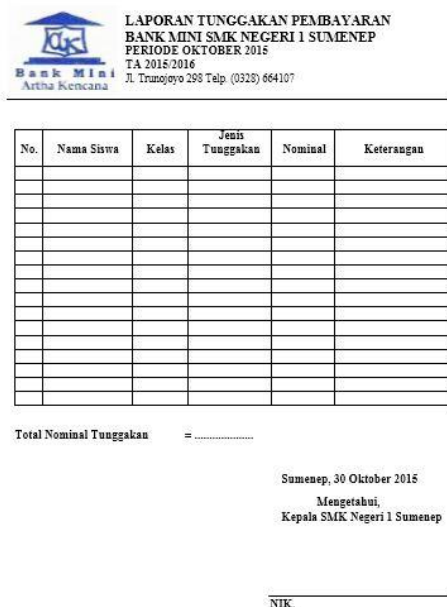 LAPORAN TUNGGAKAN PEMBAYARAN
BANK MINI SMK NEGERI 1 SUMENEP
PERIODE OKTOBER 2015
TA 2015/2016
Jl. Trunojoyo 298 Telp. (0328) 664107
Bank Mini
Artha Kencana
No. Nama Siswa Kelas Jenis Tunggakan Nominal Keterangan
Total Nominal Tunggakan = ......................
Sumenep, 30 Oktober 2015
Mengetahui,
Kepala SMK Negeri 1 Sumenep
NIK